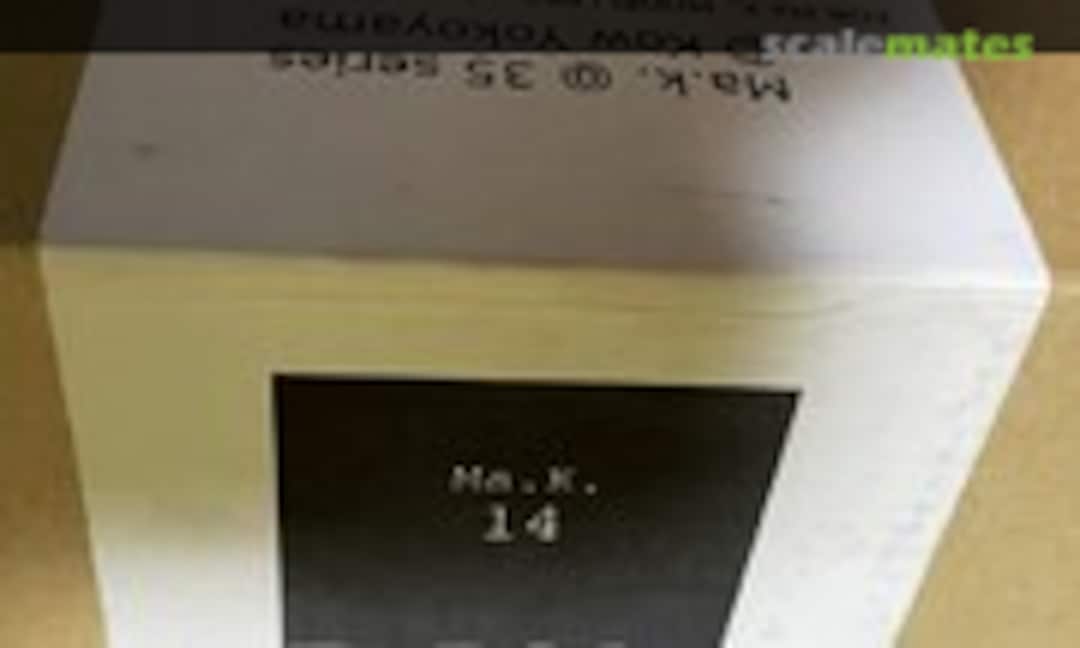 scalemates
Ma.k. @ 35 series
Kow Yokoyama
Ma.K.
14